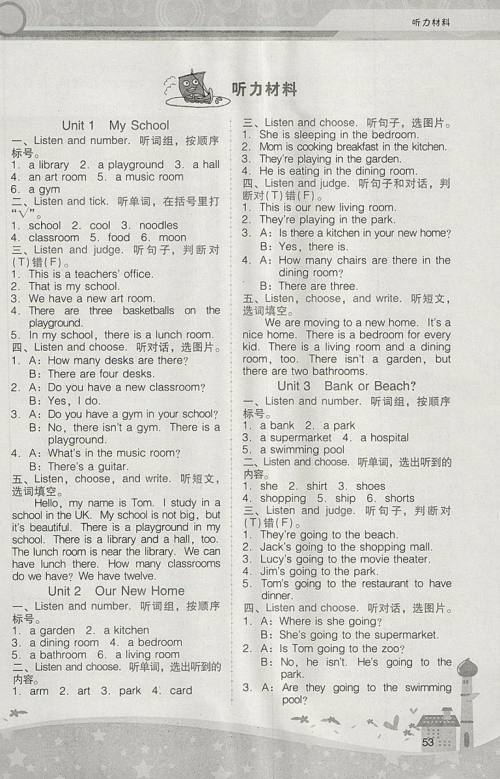 听力材料
听力材料
Unit 1 My School
一、Listen and number. 听词组，按顺序
标号。
1. a library 2. a playground 3. a hall
4. an art room 5. a music room
6. a gym
二、Listen and tick. 听单词，在括号里打
“√”。
1. school 2. cool 3. noodles
4. classroom 5. food 6. moon
三、Listen and judge. 听句子，判断对
(T)错(F)。
1. This is a teachers' office.
2. That is my school.
3. We have a new art room.
4. There are three basketballs on the
playground.
5. In my school, there is a lunch room.
四、Listen and choose. 听对话，选图片。
1. A: How many desks are there?
B: There are four desks.
2. A: Do you have a new classroom?
B: Yes, I do.
3. A: Do you have a gym in your school?
B: No, there isn't a gym. There is a
playground.
4. A: What's in the music room?
B: There's a guitar.
五、Listen, choose, and write. 听短文，
选词填空。
Hello, my name is Tom. I study in a
school in the UK. My school is not big, but
it's beautiful. There is a playground in my
school. There is a library and a hall, too.
The lunch room is near the library. We can
have lunch there. How many classrooms
do we have? We have twelve.
Unit 2 Our New Home
一、Listen and number. 听词组，按顺序
标号。
1. a garden 2. a kitchen
3. a dining room 4. a bedroom
5. a bathroom 6. a living room
二、Listen and choose. 听单词，选出听到的
内容。
1. arm 2. art 3. park 4. card
三、Listen and choose. 听句子，选图片。
1. She is sleeping in the bedroom.
2. Mom is cooking breakfast in the kitchen.
3. They're playing in the garden.
4. He is eating in the dining room.
四、Listen and judge. 听句子和对话，判
断对(T)错(F)。
1. This is our new living room.
2. They're playing in the park.
3. A: Is there a kitchen in your new home?
B: Yes, there is.
4. A: How many chairs are there in the
dining room?
B: There are three.
五、Listen, choose, and write. 听短文，
选词填空。
We are moving to a new home. It's a
nice home. There is a bedroom for every
kid. There is a living room and a dining
room, too. There isn't a garden, but
there are two bathrooms.
Unit 3 Bank or Beach?
一、Listen and number. 听词组，按顺序
标号。
1. a bank 2. a park
3. a supermarket 4. a hospital
5. a swimming pool
二、Listen and choose. 听单词，选出听到的
内容。
1. she 2. shirt 3. shoes
4. shopping 5. ship 6. shorts
三、Listen and judge. 听句子，判断对
(T)错(F)。
1. They're going to the beach.
2. Jack's going to the shopping mall.
3. Lucy's going to the movie theater.
4. Jim's going to the park.
5. Tom's going to the restaurant to have
dinner.
四、Listen and choose. 听对话，选图片。
1. A: Where is she going?
B: She's going to the supermarket.
2. A: Is Tom going to the zoo?
B: No, he isn't. He's going to the
park.
3. A: Are they going to the swimming
pool?
53